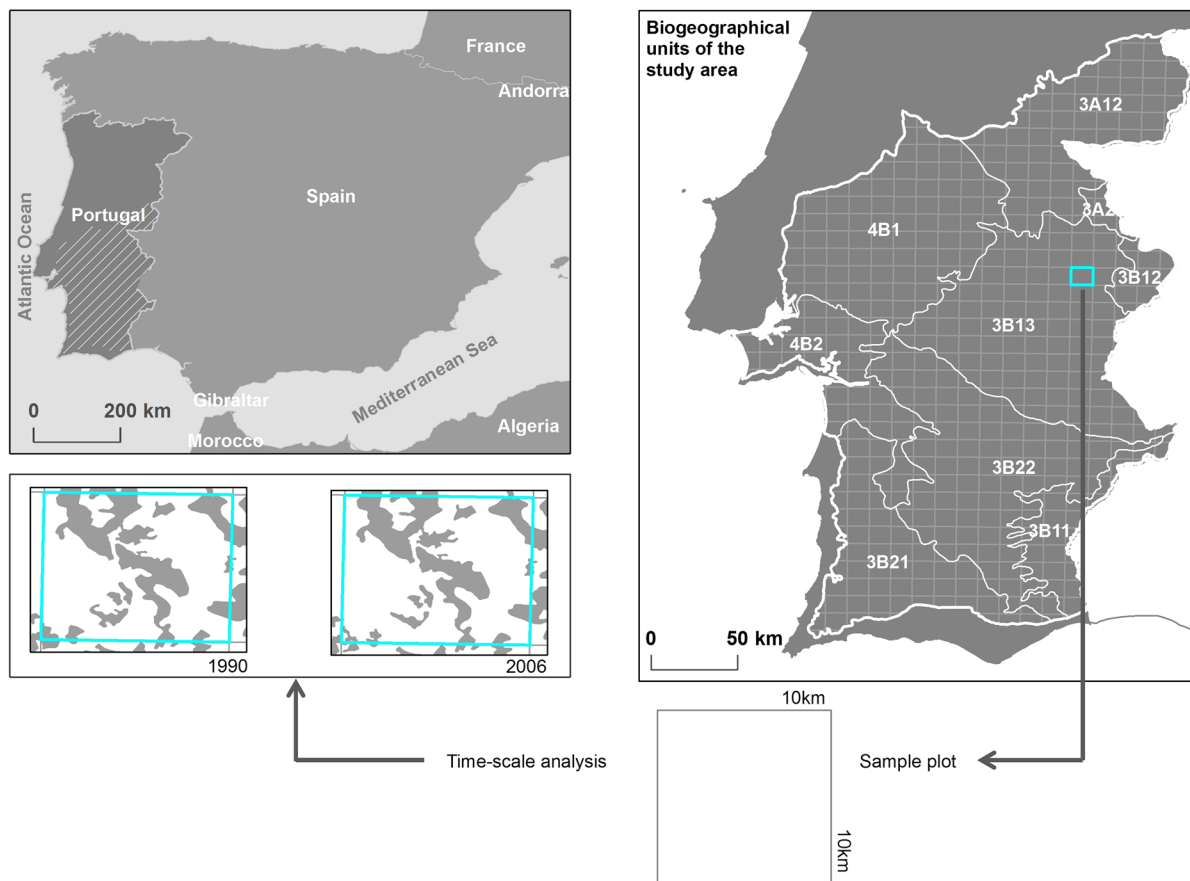 France
Andorra
Spain
Portugal
Atlantic Ocean
Mediterranean Sea
Gibraltar
Morocco
Algeria
0 200 km
Biogeographical
units of the
study area
3A12
3A2
4B1
3B12
3B13
4B2
3B22
3B11
3B21
0 50 km
1990
2006
10km
Time-scale analysis
Sample plot
10km